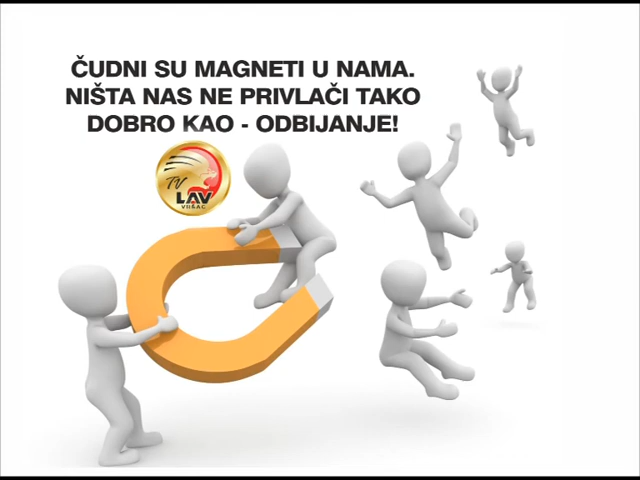 ČUDNI SU MAGNETI U NAMA.
NIŠTA NAS NE PRIVLAČI TAKO
DOBRO KAO - ODBIJANJE!
TV
LAV
VRŠAC